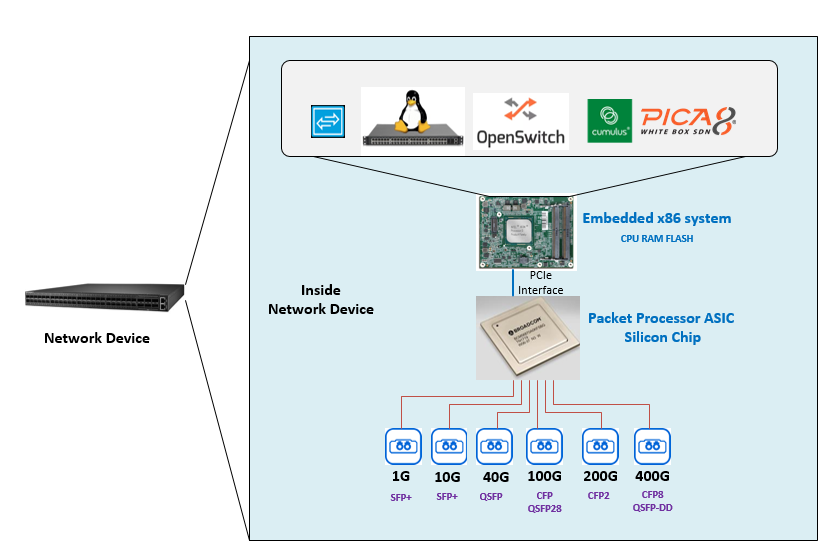 OpenSwitch
cumulus®
PICA8®
WHITE BOX SDN
Embedded x86 system
CPU RAM FLASH
PCIe
Interface
Inside
Network Device
Network Device
BROADCOM
Packet Processor ASIC
Silicon Chip
1G
10G
40G
100G
200G
400G
SFP+
SFP+
QSFP
CFP
QSFP28
CFP2
CFP8
QSFP-DD